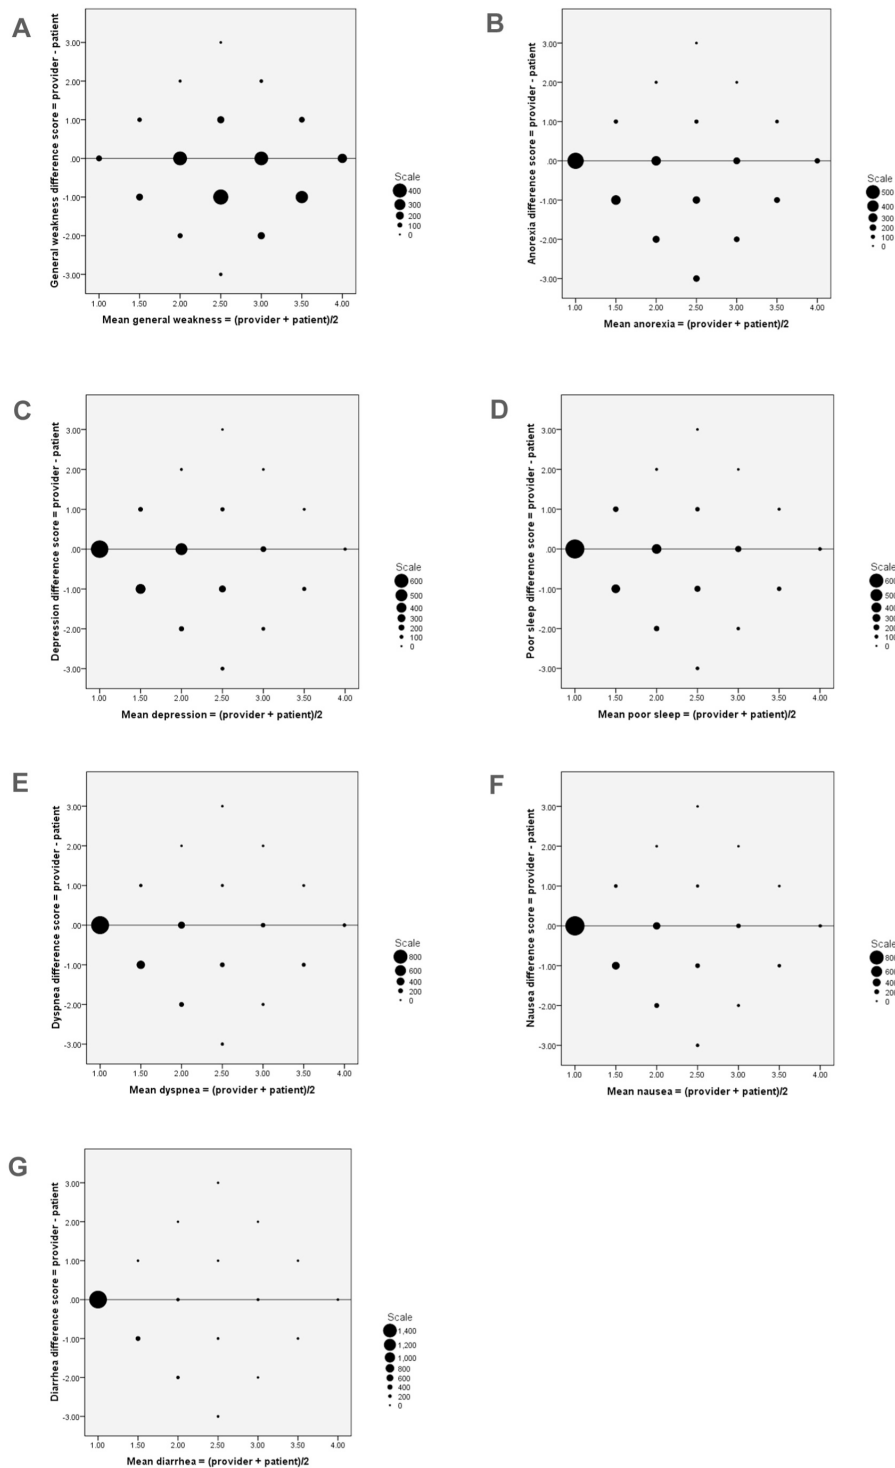 A
General weakness difference score = provider - patient
3.00
2.00
1.00
.00
-1.00
-2.00
-3.00
1.00 1.50 2.00 2.50 3.00 3.50 4.00
Mean general weakness = (provider + patient)/2
Scale
400
300
200
100
0
B
Anorexia difference score = provider - patient
3.00
2.00
1.00
.00
-1.00
-2.00
-3.00
1.00 1.50 2.00 2.50 3.00 3.50 4.00
Mean anorexia = (provider + patient)/2
Scale
500
400
300
200
100
0
C
Depression difference score = provider - patient
3.00
2.00
1.00
.00
-1.00
-2.00
-3.00
1.00 1.50 2.00 2.50 3.00 3.50 4.00
Mean depression = (provider + patient)/2
Scale
600
500
400
300
200
100
0
D
Poor sleep difference score = provider - patient
3.00
2.00
1.00
.00
-1.00
-2.00
-3.00
1.00 1.50 2.00 2.50 3.00 3.50 4.00
Mean poor sleep = (provider + patient)/2
Scale
600
500
400
300
200
100
0
E
Dyspnea difference score = provider - patient
3.00
2.00
1.00
.00
-1.00
-2.00
-3.00
1.00 1.50 2.00 2.50 3.00 3.50 4.00
Mean dyspnea = (provider + patient)/2
Scale
800
600
400
200
0
F
Nausea difference score = provider - patient
3.00
2.00
1.00
.00
-1.00
-2.00
-3.00
1.00 1.50 2.00 2.50 3.00 3.50 4.00
Mean nausea = (provider + patient)/2
Scale
800
600
400
200
0
G
Diarrhea difference score = provider - patient
3.00
2.00
1.00
.00
-1.00
-2.00
-3.00
1.00 1.50 2.00 2.50 3.00 3.50 4.00
Mean diarrhea = (provider + patient)/2
Scale
1,400
1,200
1,000
800
600
400
200
0